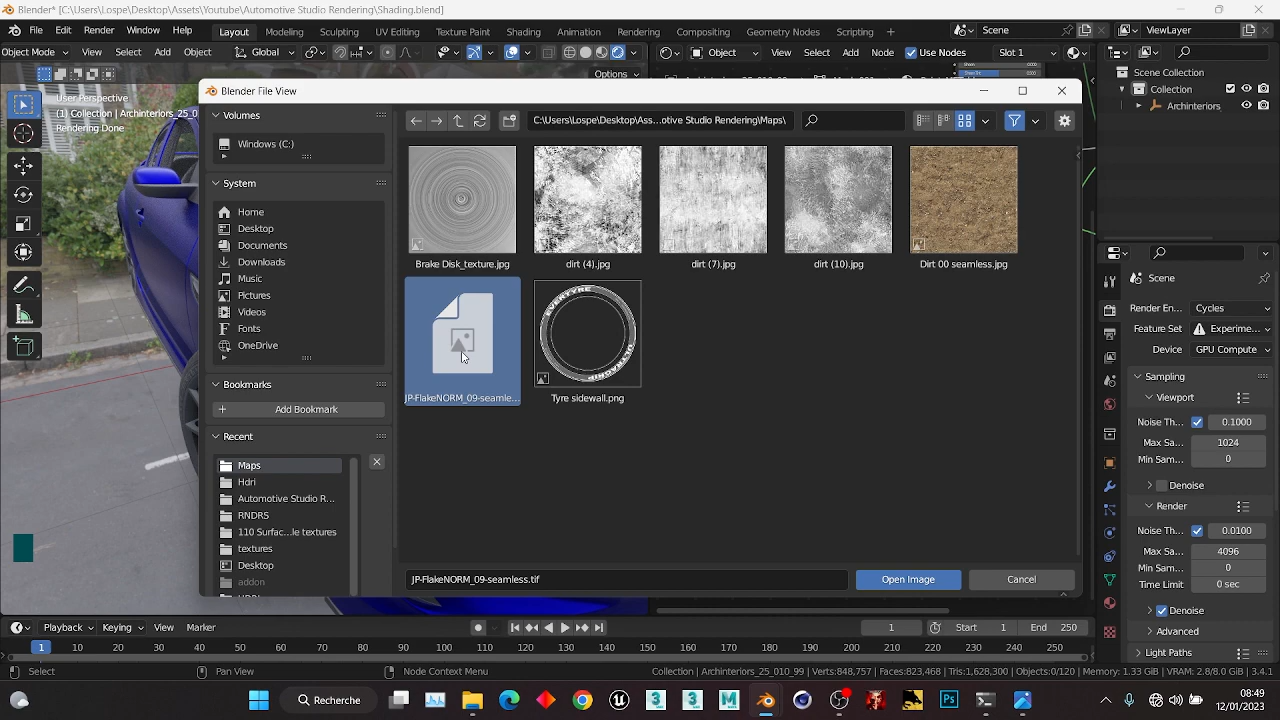 Blender* [C:\Users\Lospe\Desktop\Assets\Youtube\Automotive Studio Rendering\Shading.blend]
File Edit Render Window Help Layout Modeling Sculpting UV Editing Texture Paint Shading Animation Rendering Compositing Geometry Nodes Scripting + Scene ViewLayer
Object Mode View Select Add Object Global Object View Select Add Node Use Nodes Slot 1
Options
User Perspective
(1) Collection | Archinteriors_25_0
Rendering Done
Scene Collection
Collection
Archinteriors
Blender File View
Volumes
Windows (C:)
System
Home
Desktop
Documents
Downloads
Music
Pictures
Videos
Fonts
OneDrive
Bookmarks
Add Bookmark
Recent
Maps
Hdri
Automotive Studio R...
RNDRS
110 Surfac...le textures
textures
Desktop
addon
C:\Users\Lospe\Desktop\Ass...otive Studio Rendering\Maps\
Brake Disk_texture.jpg dirt (4).jpg dirt (7).jpg dirt (10).jpg Dirt 00 seamless.jpg
EVERTYRE
ULTRAGRIP
JP-FlakeNORM_09-seamle... Tyre sidewall.png
JP-FlakeNORM_09-seamless.tif Open Image Cancel
Scene
Render En... Cycles
Feature Set Experime...
Device GPU Compute
Sampling
Viewport
Noise Th... 0.1000
Max Sa... 1024
Min Sam... 0
Denoise
Render
Noise Th... 0.0100
Max Sa... 4096
Min Sam... 0
Time Limit 0 sec
Denoise
Advanced
Light Paths
Playback Keying View Marker 1 Start 1 End 250
1 10 20 30 40 50 60 70 80 90 100 110 120 130 140 150 160 170 180 190 200 210 220 230 240 250
Select Pan View Node Context Menu Collection | Archinteriors_25_010_99 | Verts:848,757 | Faces:823,468 | Tris:1,628,300 | Objects:0/120 | Memory: 1.33 GiB | VRAM: 2.8/8.0 GiB | 3.4.1
Recherche
08:49
12/01/2023